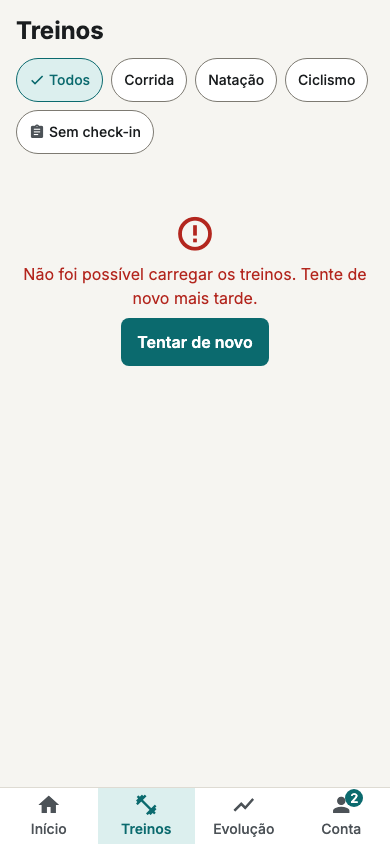 Treinos
Todos
Corrida
Natação
Ciclismo
Sem check-in
Não foi possível carregar os treinos. Tente de
novo mais tarde.
Tentar de novo
2
Início
Treinos
Evolução
Conta